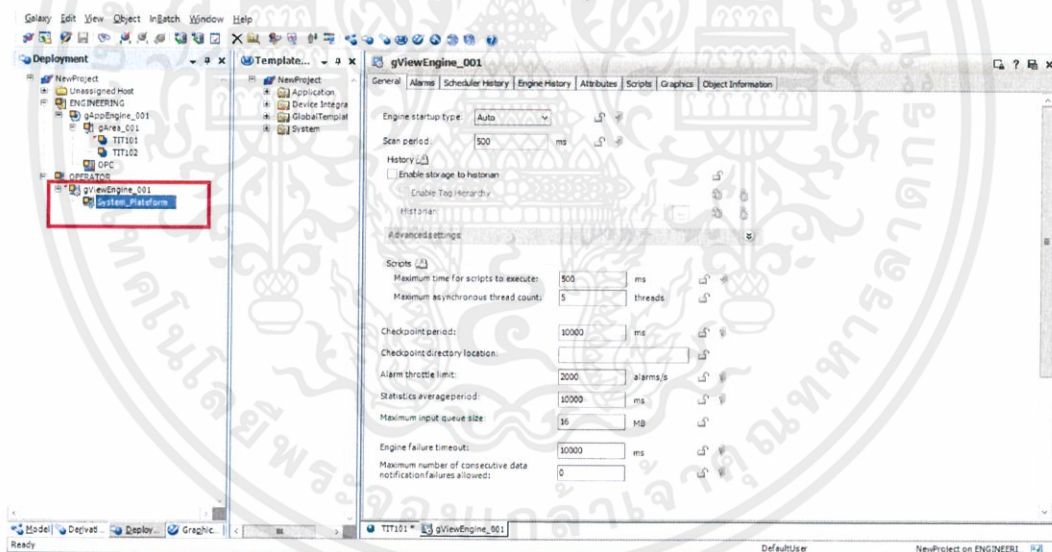 Galaxy Edit View Object InBatch Window Help
Deployment
NewProject
Unassigned Host
ENGINEERING
gAppEngine_001
gArea_001
TIT101
TIT102
OPC
OPERATOR
gViewEngine_001
System_Plateform
Template...
NewProject
Application
Device Integra
GlobalTemplat
System
gViewEngine_001
General Alarms Scheduler History Engine History Attributes Scripts Graphics Object Information
Engine startup type: Auto
Scan period: 500 ms
History
Enable storage to historian
Enable Tag Hierarchy
Historian:
Advanced settings
Scripts
Maximum time for scripts to execute: 500 ms
Maximum asynchronous thread count: 5 threads
Checkpoint period: 10000 ms
Checkpoint directory location:
Alarm throttle limit: 2000 alarms/s
Statistics average period: 10000 ms
Maximum input queue size: 16 MB
Engine failure timeout: 10000 ms
Maximum number of consecutive data
notification failures allowed: 0
Model Derivati... Deploy... Graphic...
TIT101 * gViewEngine_001
Ready DefaultUser NewProject on ENGINEERI